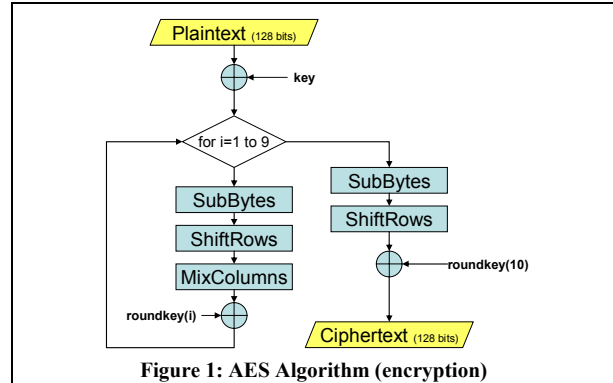 Plaintext (128 bits)
key
for i=1 to 9
SubBytes
ShiftRows
MixColumns
roundkey(i)
SubBytes
ShiftRows
roundkey(10)
Ciphertext (128 bits)
Figure 1: AES Algorithm (encryption)